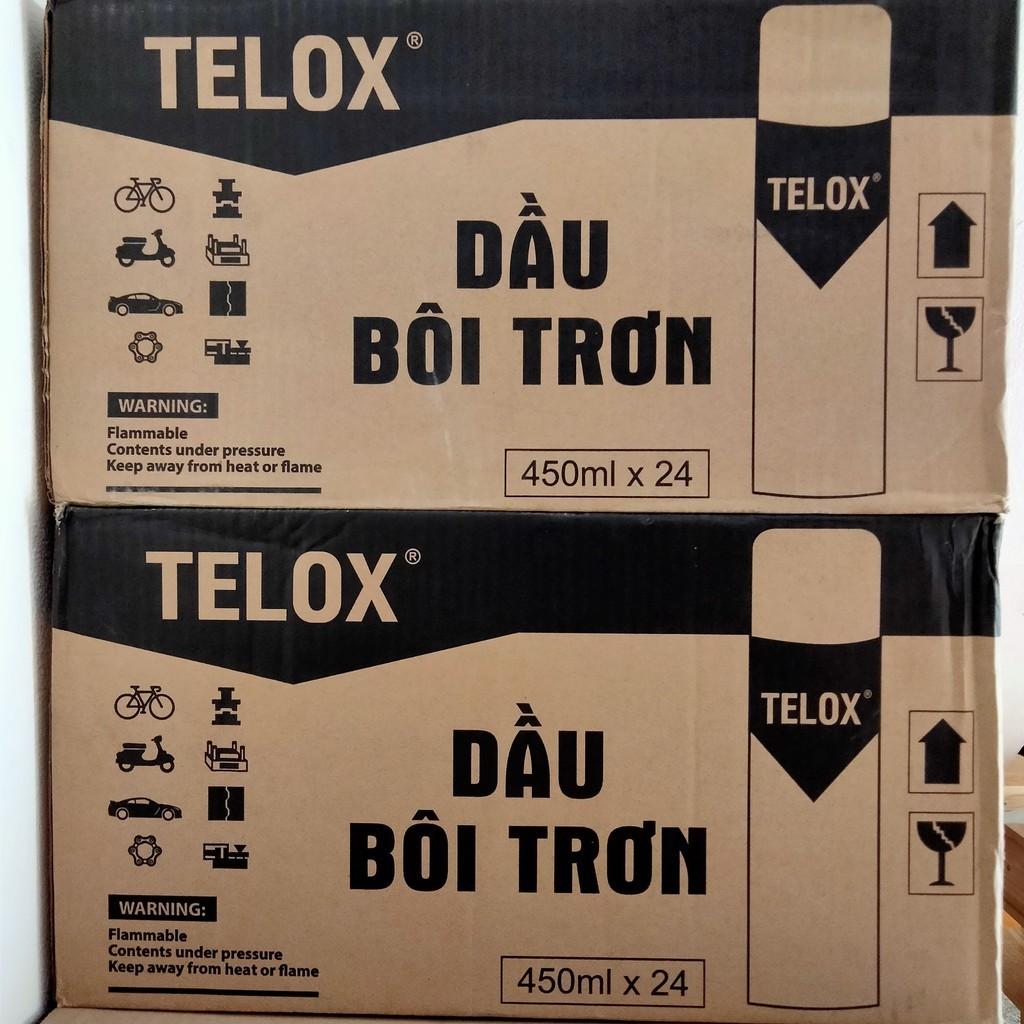 TELOX®
TELOX®
DẦU
BÔI TRƠN
WARNING:
Flammable
Contents under pressure
Keep away from heat or flame
450ml x 24
TELOX®
TELOX®
DẦU
BÔI TRƠN
WARNING:
Flammable
Contents under pressure
Keep away from heat or flame
450ml x 24